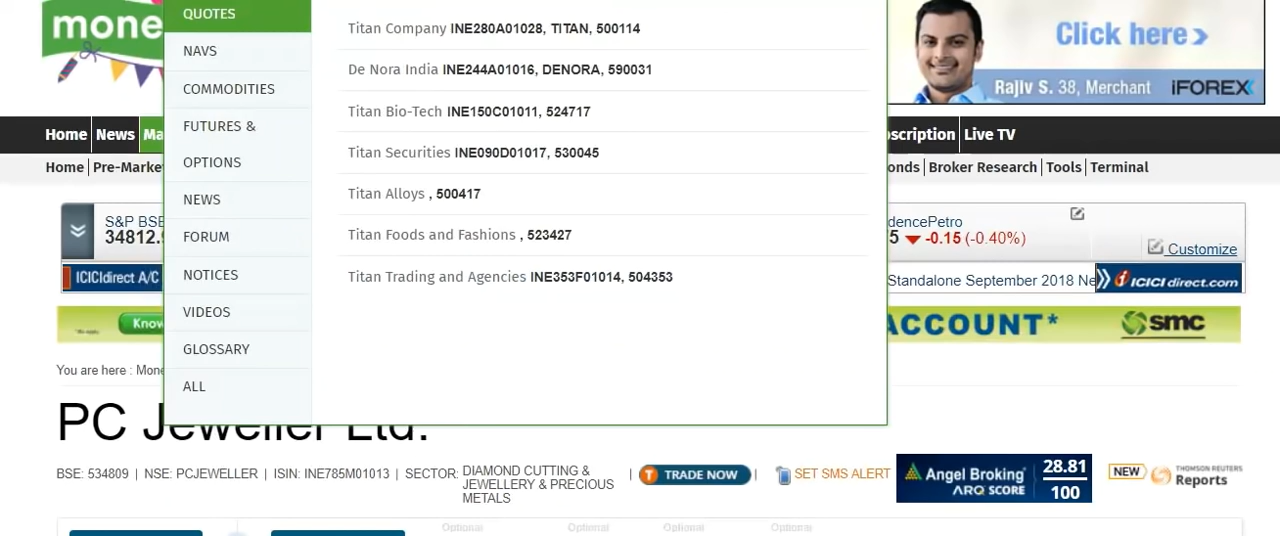 mone
QUOTES
NAVS
COMMODITIES
FUTURES &
OPTIONS
NEWS
FORUM
NOTICES
VIDEOS
GLOSSARY
ALL
Titan Company INE280A01028, TITAN, 500114
De Nora India INE244A01016, DENORA, 590031
Titan Bio-Tech INE150C01011, 524717
Titan Securities INE090D01017, 530045
Titan Alloys , 500417
Titan Foods and Fashions , 523427
Titan Trading and Agencies INE353F01014, 504353
Click here
Rajiv S. 38, Merchant iFOREX
Home News Ma
scription Live TV
Home Pre-Marke
onds Broker Research Tools Terminal
S&P BSE
34812.
dencePetro
5 -0.15 (-0.40%)
Customize
ICICIdirect A/C
Standalone September 2018 Ne
ICICI direct.com
Know
ACCOUNT*
smc
You are here : Mone
PC Jeweller Ltd.
BSE: 534809 | NSE: PCJEWELLER | ISIN: INE785M01013 | SECTOR: DIAMOND CUTTING &
JEWELLERY & PRECIOUS
METALS
| T TRADE NOW |
SET SMS ALERT
Angel Broking
ARQ SCORE
28.81
100
NEW
THOMSON REUTERS
Reports
Optional Optional Optional Optional